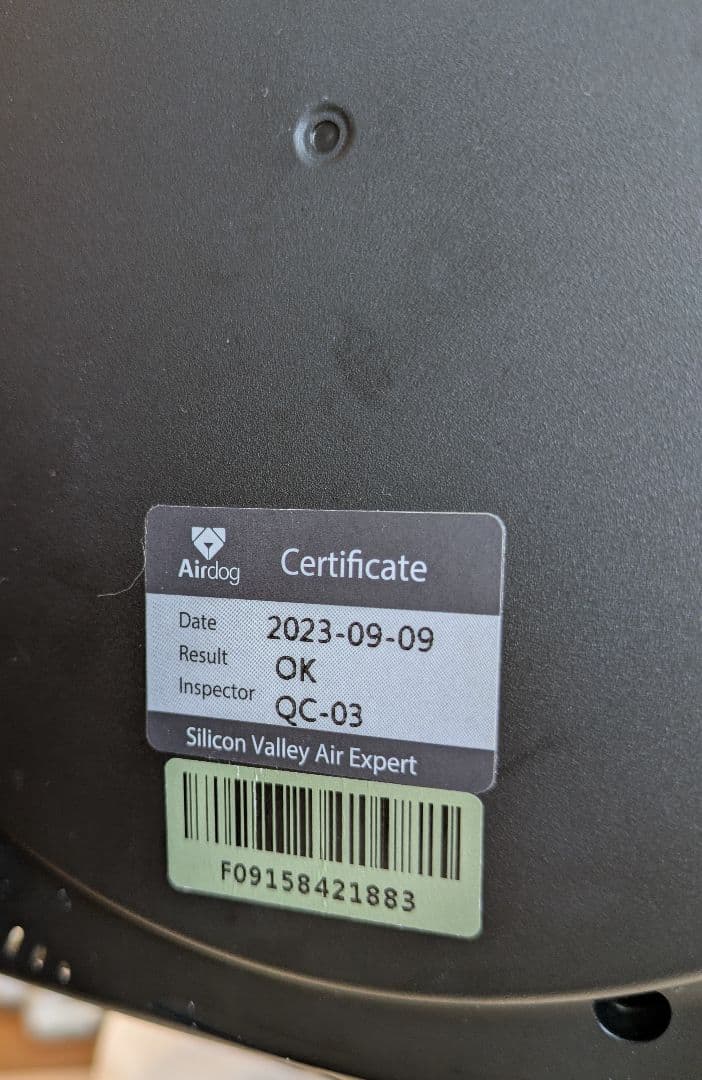 Airdog
Certificate
Date 2023-09-09
Result OK
Inspector QC-03
Silicon Valley Air Expert
F09158421883